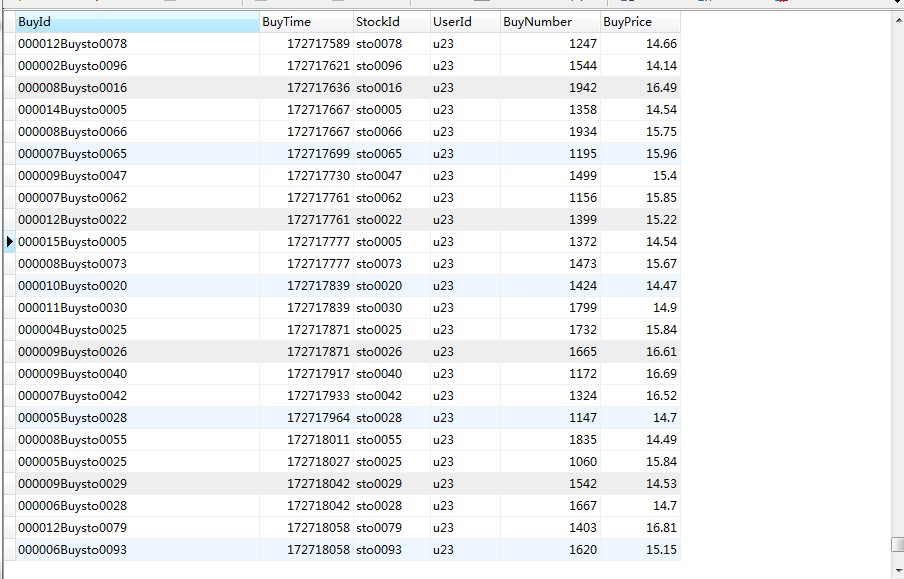 BuyId BuyTime StockId UserId BuyNumber BuyPrice
000012Buysto0078 172717589 sto0078 u23 1247 14.66
000002Buysto0096 172717621 sto0096 u23 1544 14.14
000008Buysto0016 172717636 sto0016 u23 1942 16.49
000014Buysto0005 172717667 sto0005 u23 1358 14.54
000008Buysto0066 172717667 sto0066 u23 1934 15.75
000007Buysto0065 172717699 sto0065 u23 1195 15.96
000009Buysto0047 172717730 sto0047 u23 1499 15.4
000007Buysto0062 172717761 sto0062 u23 1156 15.85
000012Buysto0022 172717761 sto0022 u23 1399 15.22
000015Buysto0005 172717777 sto0005 u23 1372 14.54
000008Buysto0073 172717777 sto0073 u23 1473 15.67
000010Buysto0020 172717839 sto0020 u23 1424 14.47
000011Buysto0030 172717839 sto0030 u23 1799 14.9
000004Buysto0025 172717871 sto0025 u23 1732 15.84
000009Buysto0026 172717871 sto0026 u23 1665 16.61
000009Buysto0040 172717917 sto0040 u23 1172 16.69
000007Buysto0042 172717933 sto0042 u23 1324 16.52
000005Buysto0028 172717964 sto0028 u23 1147 14.7
000008Buysto0055 172718011 sto0055 u23 1835 14.49
000005Buysto0025 172718027 sto0025 u23 1060 15.84
000009Buysto0029 172718042 sto0029 u23 1542 14.53
000006Buysto0028 172718042 sto0028 u23 1667 14.7
000012Buysto0079 172718058 sto0079 u23 1403 16.81
000006Buysto0093 172718058 sto0093 u23 1620 15.15